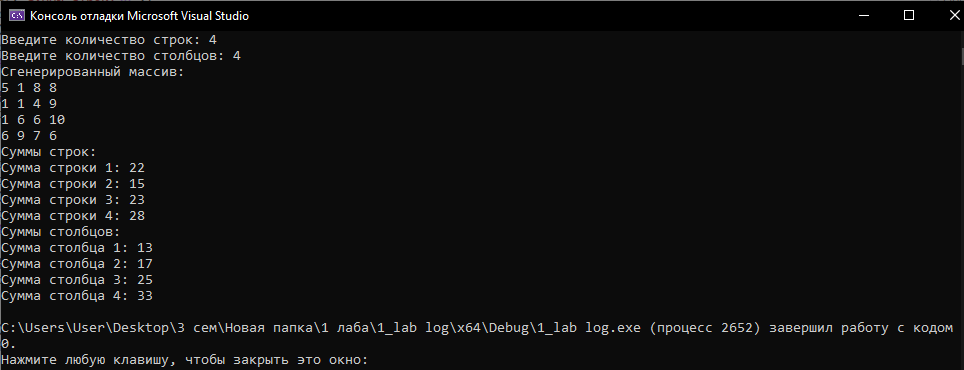 Консоль отладки Microsoft Visual Studio
Введите количество строк: 4
Введите количество столбцов: 4
Сгенерированный массив:
5 1 8 8
1 1 4 9
1 6 6 10
6 9 7 6
Суммы строк:
Сумма строки 1: 22
Сумма строки 2: 15
Сумма строки 3: 23
Сумма строки 4: 28
Суммы столбцов:
Сумма столбца 1: 13
Сумма столбца 2: 17
Сумма столбца 3: 25
Сумма столбца 4: 33
C:\Users\User\Desktop\3 сем\Новая папка\1 лаба\1_lab log\x64\Debug\1_lab log.exe (процесс 2652) завершил работу с кодом
0.
Нажмите любую клавишу, чтобы закрыть это окно: